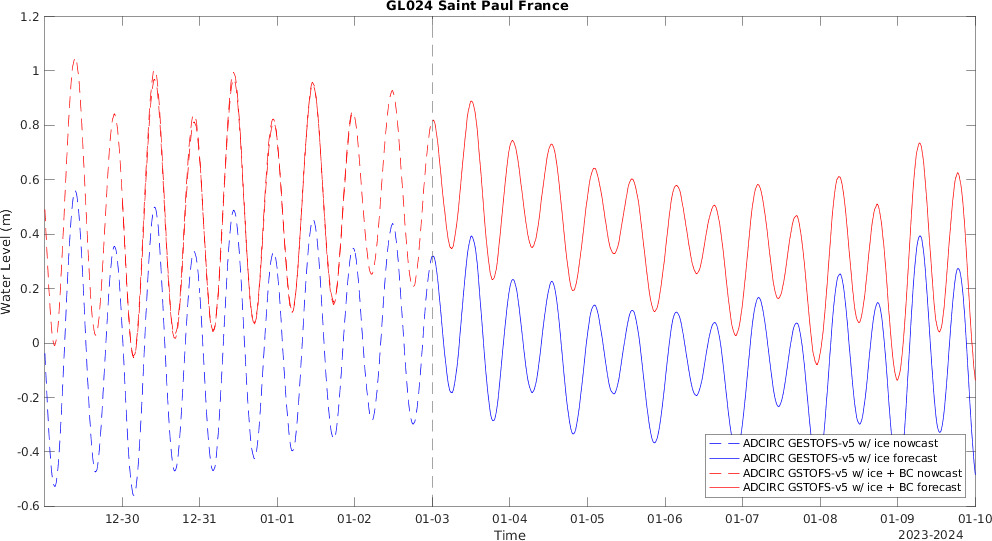 GL024 Saint Paul France
1.2
1
0.8
0.6
0.4
0.2
0
-0.2
-0.4
-0.6
Water Level (m)
ADCIRC GESTOFS-v5 w/ ice nowcast
ADCIRC GESTOFS-v5 w/ ice forecast
ADCIRC GSTOFS-v5 w/ ice + BC nowcast
ADCIRC GSTOFS-v5 w/ ice + BC forecast
12-30 12-31 01-01 01-02 01-03 01-04 01-05 01-06 01-07 01-08 01-09 01-10
Time
2023-2024